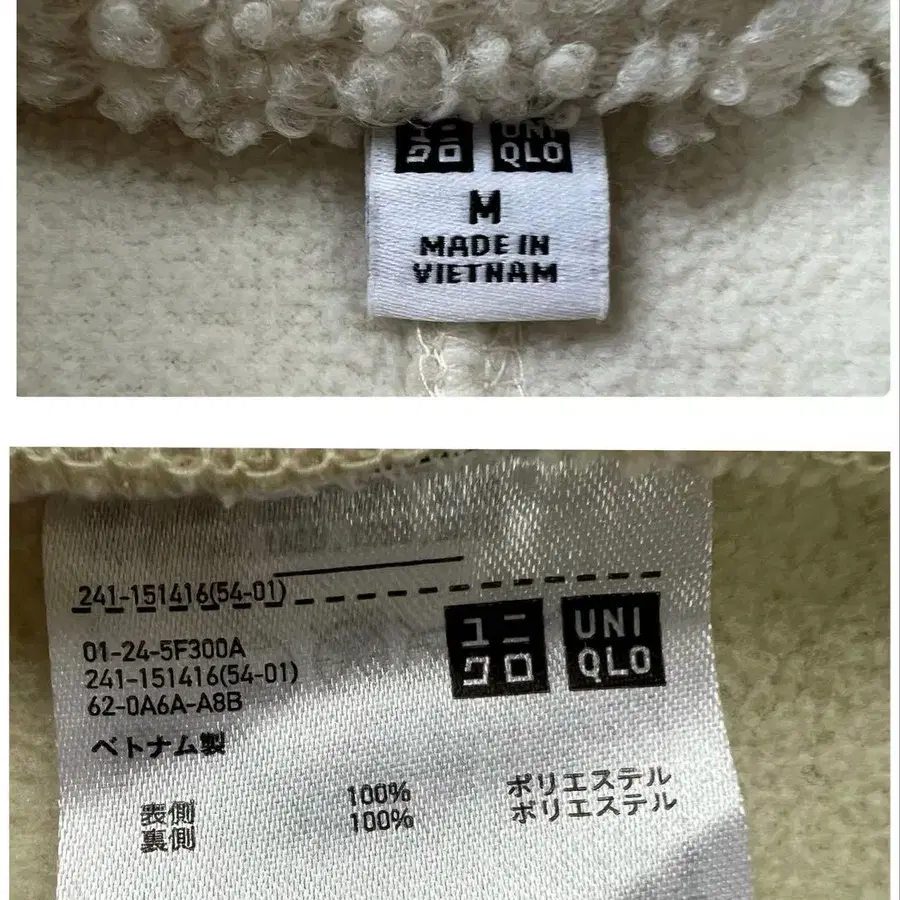 ユニ
クロ
UNI
QLO
M
MADE IN
VIETNAM
241-151416(54-01)
ユニ
クロ
UNI
QLO
01-24-5F300A
241-151416(54-01)
62-0A6A-A8B
ベトナム製
表側 100% ポリエステル
裏側 100% ポリエステル